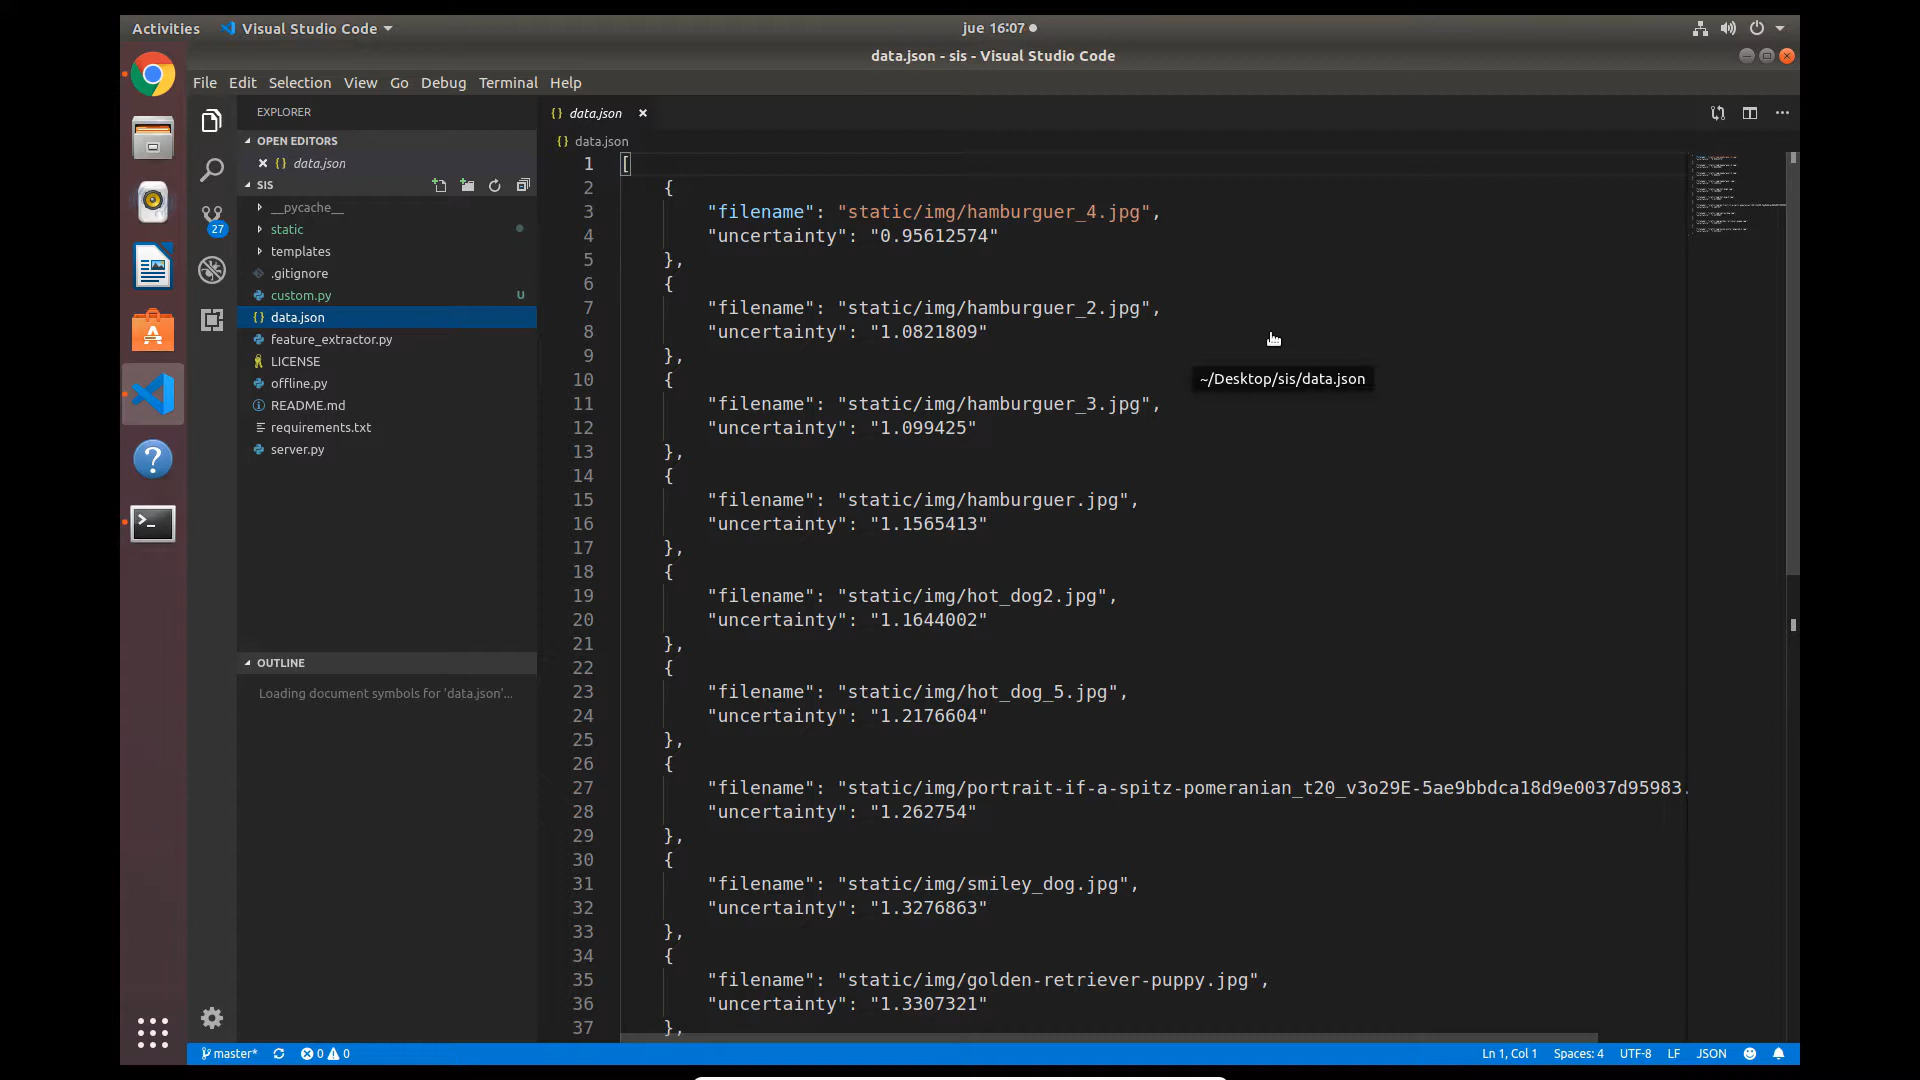 Activities Visual Studio Code jue 16:07
data.json - sis - Visual Studio Code
File Edit Selection View Go Debug Terminal Help
EXPLORER
OPEN EDITORS
{} data.json
SIS
__pycache__
static
templates
.gitignore
custom.py U
{} data.json
feature_extractor.py
LICENSE
offline.py
README.md
requirements.txt
server.py
27
OUTLINE
Loading document symbols for 'data.json'...
{} data.json
{} data.json
1 [
2 {
3 "filename": "static/img/hamburguer_4.jpg",
4 "uncertainty": "0.95612574"
5 },
6 {
7 "filename": "static/img/hamburguer_2.jpg",
8 "uncertainty": "1.0821809"
9 },
10 {
11 "filename": "static/img/hamburguer_3.jpg",
12 "uncertainty": "1.099425"
13 },
14 {
15 "filename": "static/img/hamburguer.jpg",
16 "uncertainty": "1.1565413"
17 },
18 {
19 "filename": "static/img/hot_dog2.jpg",
20 "uncertainty": "1.1644002"
21 },
22 {
23 "filename": "static/img/hot_dog_5.jpg",
24 "uncertainty": "1.2176604"
25 },
26 {
27 "filename": "static/img/portrait-if-a-spitz-pomeranian_t20_v3o29E-5ae9bbdca18d9e0037d95983.
28 "uncertainty": "1.262754"
29 },
30 {
31 "filename": "static/img/smiley_dog.jpg",
32 "uncertainty": "1.3276863"
33 },
34 {
35 "filename": "static/img/golden-retriever-puppy.jpg",
36 "uncertainty": "1.3307321"
37 },
~/Desktop/sis/data.json
master* 0 0 Ln 1, Col 1 Spaces: 4 UTF-8 LF JSON